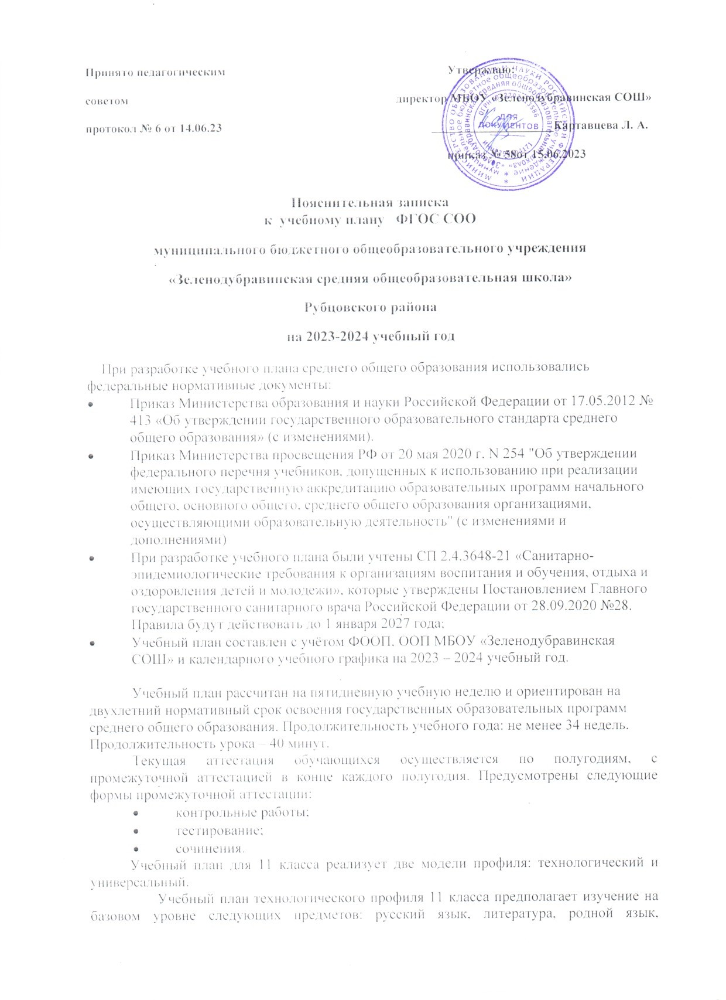 Принято педагогическим
Утверждаю:
советом
директор МБОУ «Зеленодубравинская СОШ»
протокол № 6 от 14.06.23
Картавцева Л. А.
приказ № 58от 15.06.2023
ДЛЯ
ДОКУМЕНТОВ
Пояснительная записка
к учебному плану ФГОС СОО
муниципального бюджетного общеобразовательного учреждения
«Зеленодубравинская средняя общеобразовательная школа»
Рубцовского района
на 2023-2024 учебный год
При разработке учебного плана среднего общего образования использовались
федеральные нормативные документы:
• Приказ Министерства образования и науки Российской Федерации от 17.05.2012 №
413 «Об утверждении государственного образовательного стандарта среднего
общего образования» (с изменениями).
• Приказ Министерства просвещения РФ от 20 мая 2020 г. N 254 "Об утверждении
федерального перечня учебников, допущенных к использованию при реализации
имеющих государственную аккредитацию образовательных программ начального
общего, основного общего, среднего общего образования организациями,
осуществляющими образовательную деятельность" (с изменениями и
дополнениями)
• При разработке учебного плана были учтены СП 2.4.3648-21 «Санитарно-
эпидемиологические требования к организациям воспитания и обучения, отдыха и
оздоровления детей и молодежи», которые утверждены Постановлением Главного
государственного санитарного врача Российской Федерации от 28.09.2020 №28.
Правила будут действовать до 1 января 2027 года;
• Учебный план составлен с учётом ФООП, ООП МБОУ «Зеленодубравинская
СОШ» и календарного учебного графика на 2023 – 2024 учебный год.
Учебный план рассчитан на пятидневную учебную неделю и ориентирован на
двухлетний нормативный срок освоения государственных образовательных программ
среднего общего образования. Продолжительность учебного года: не менее 34 недель.
Продолжительность урока – 40 минут.
Текущая аттестация обучающихся осуществляется по полугодиям, с
промежуточной аттестацией в конце каждого полугодия. Предусмотрены следующие
формы промежуточной аттестации:
• контрольные работы;
• тестирование;
• сочинения.
Учебный план для 11 класса реализует две модели профиля: технологический и
универсальный.
Учебный план технологического профиля 11 класса предполагает изучение на
базовом уровне следующих предметов: русский язык, литература, родной язык,